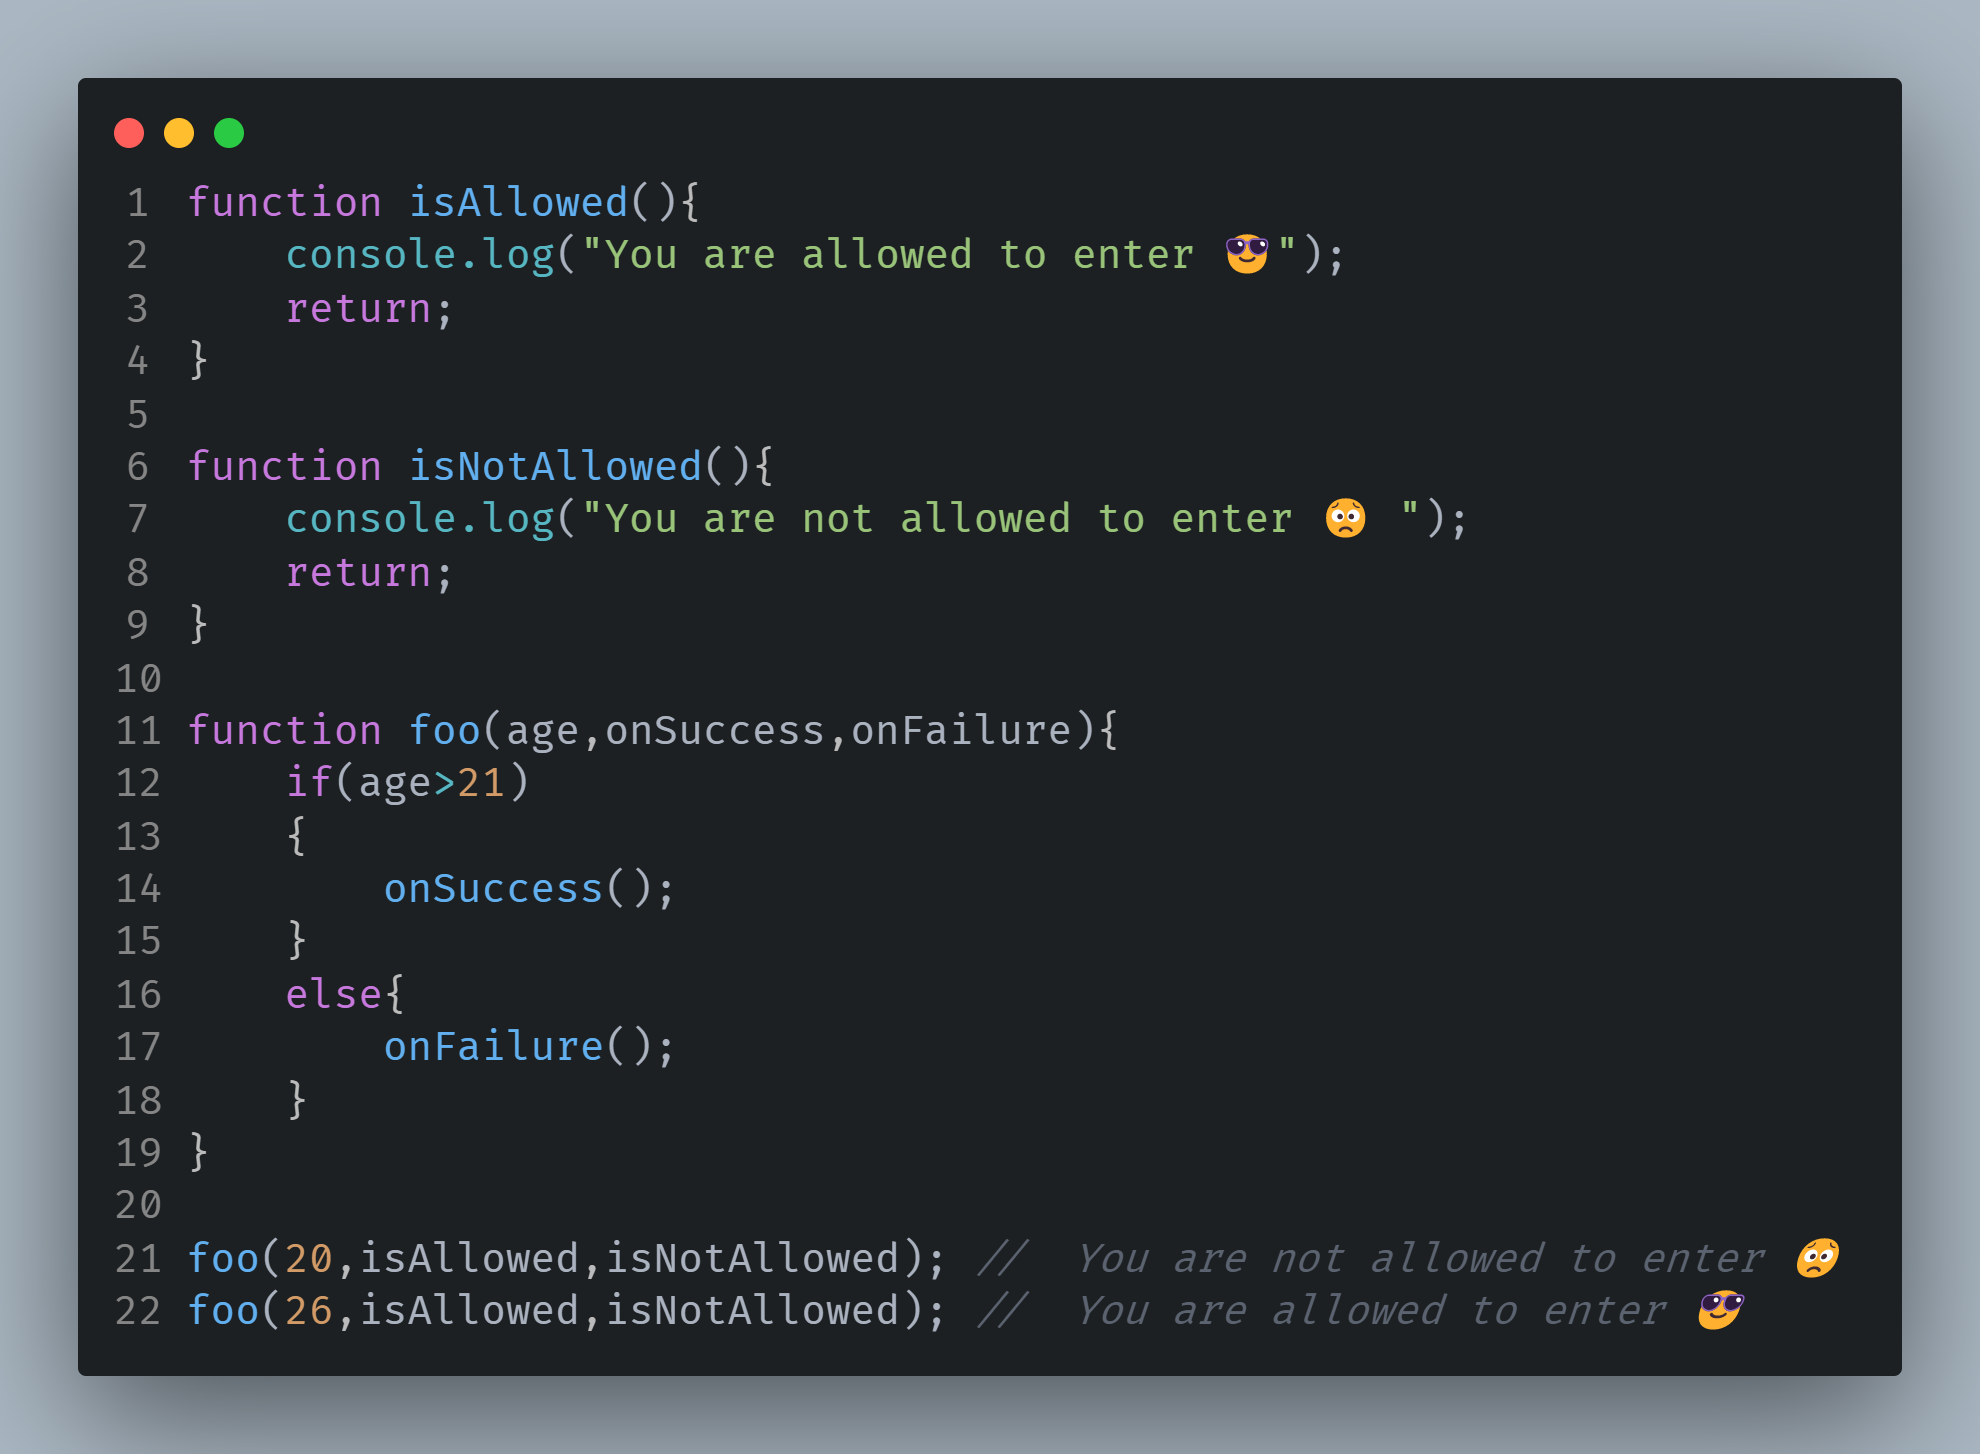 1 function isAllowed(){
2     console.log("You are allowed to enter 😎");
3     return;
4 }
5
6 function isNotAllowed(){
7     console.log("You are not allowed to enter 😳 ");
8     return;
9 }
10
11 function foo(age,onSuccess,onFailure){
12     if(age>21)
13     {
14         onSuccess();
15     }
16     else{
17         onFailure();
18     }
19 }
20
21 foo(20,isAllowed,isNotAllowed); //  You are not allowed to enter 😳
22 foo(26,isAllowed,isNotAllowed); //  You are allowed to enter 😎